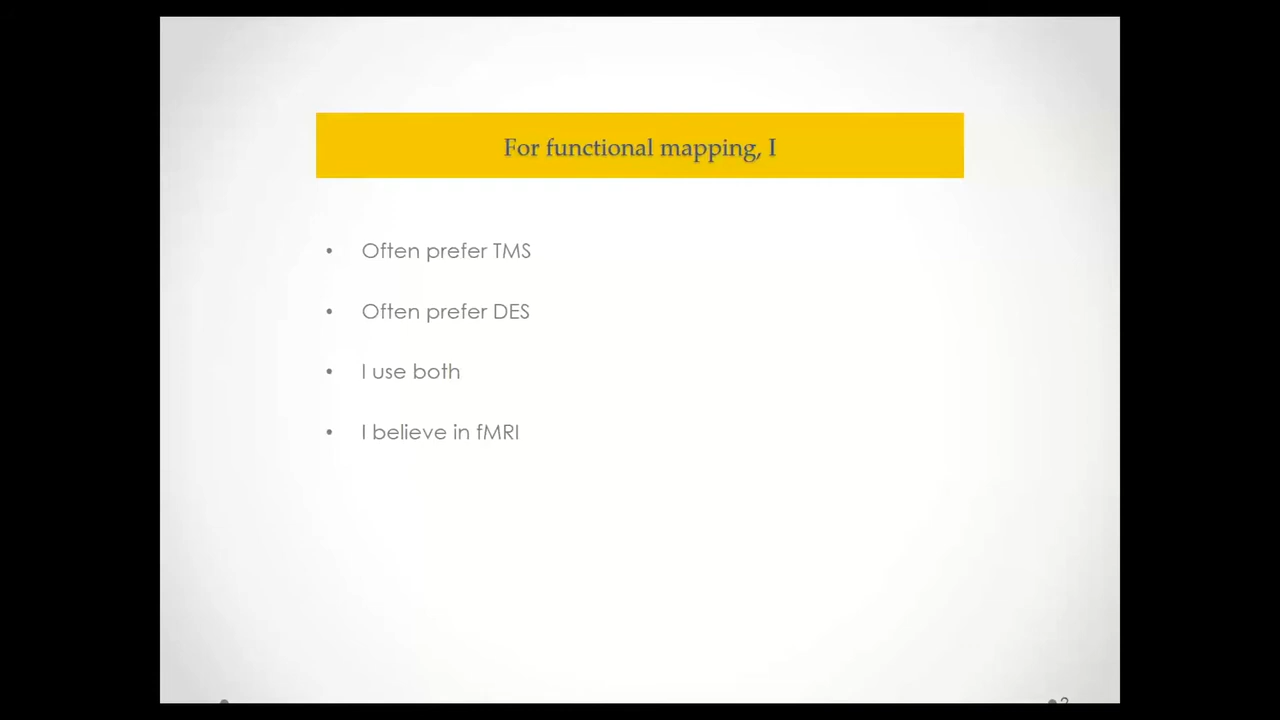 For functional mapping, I
• Often prefer TMS
• Often prefer DES
• I use both
• I believe in fMRI